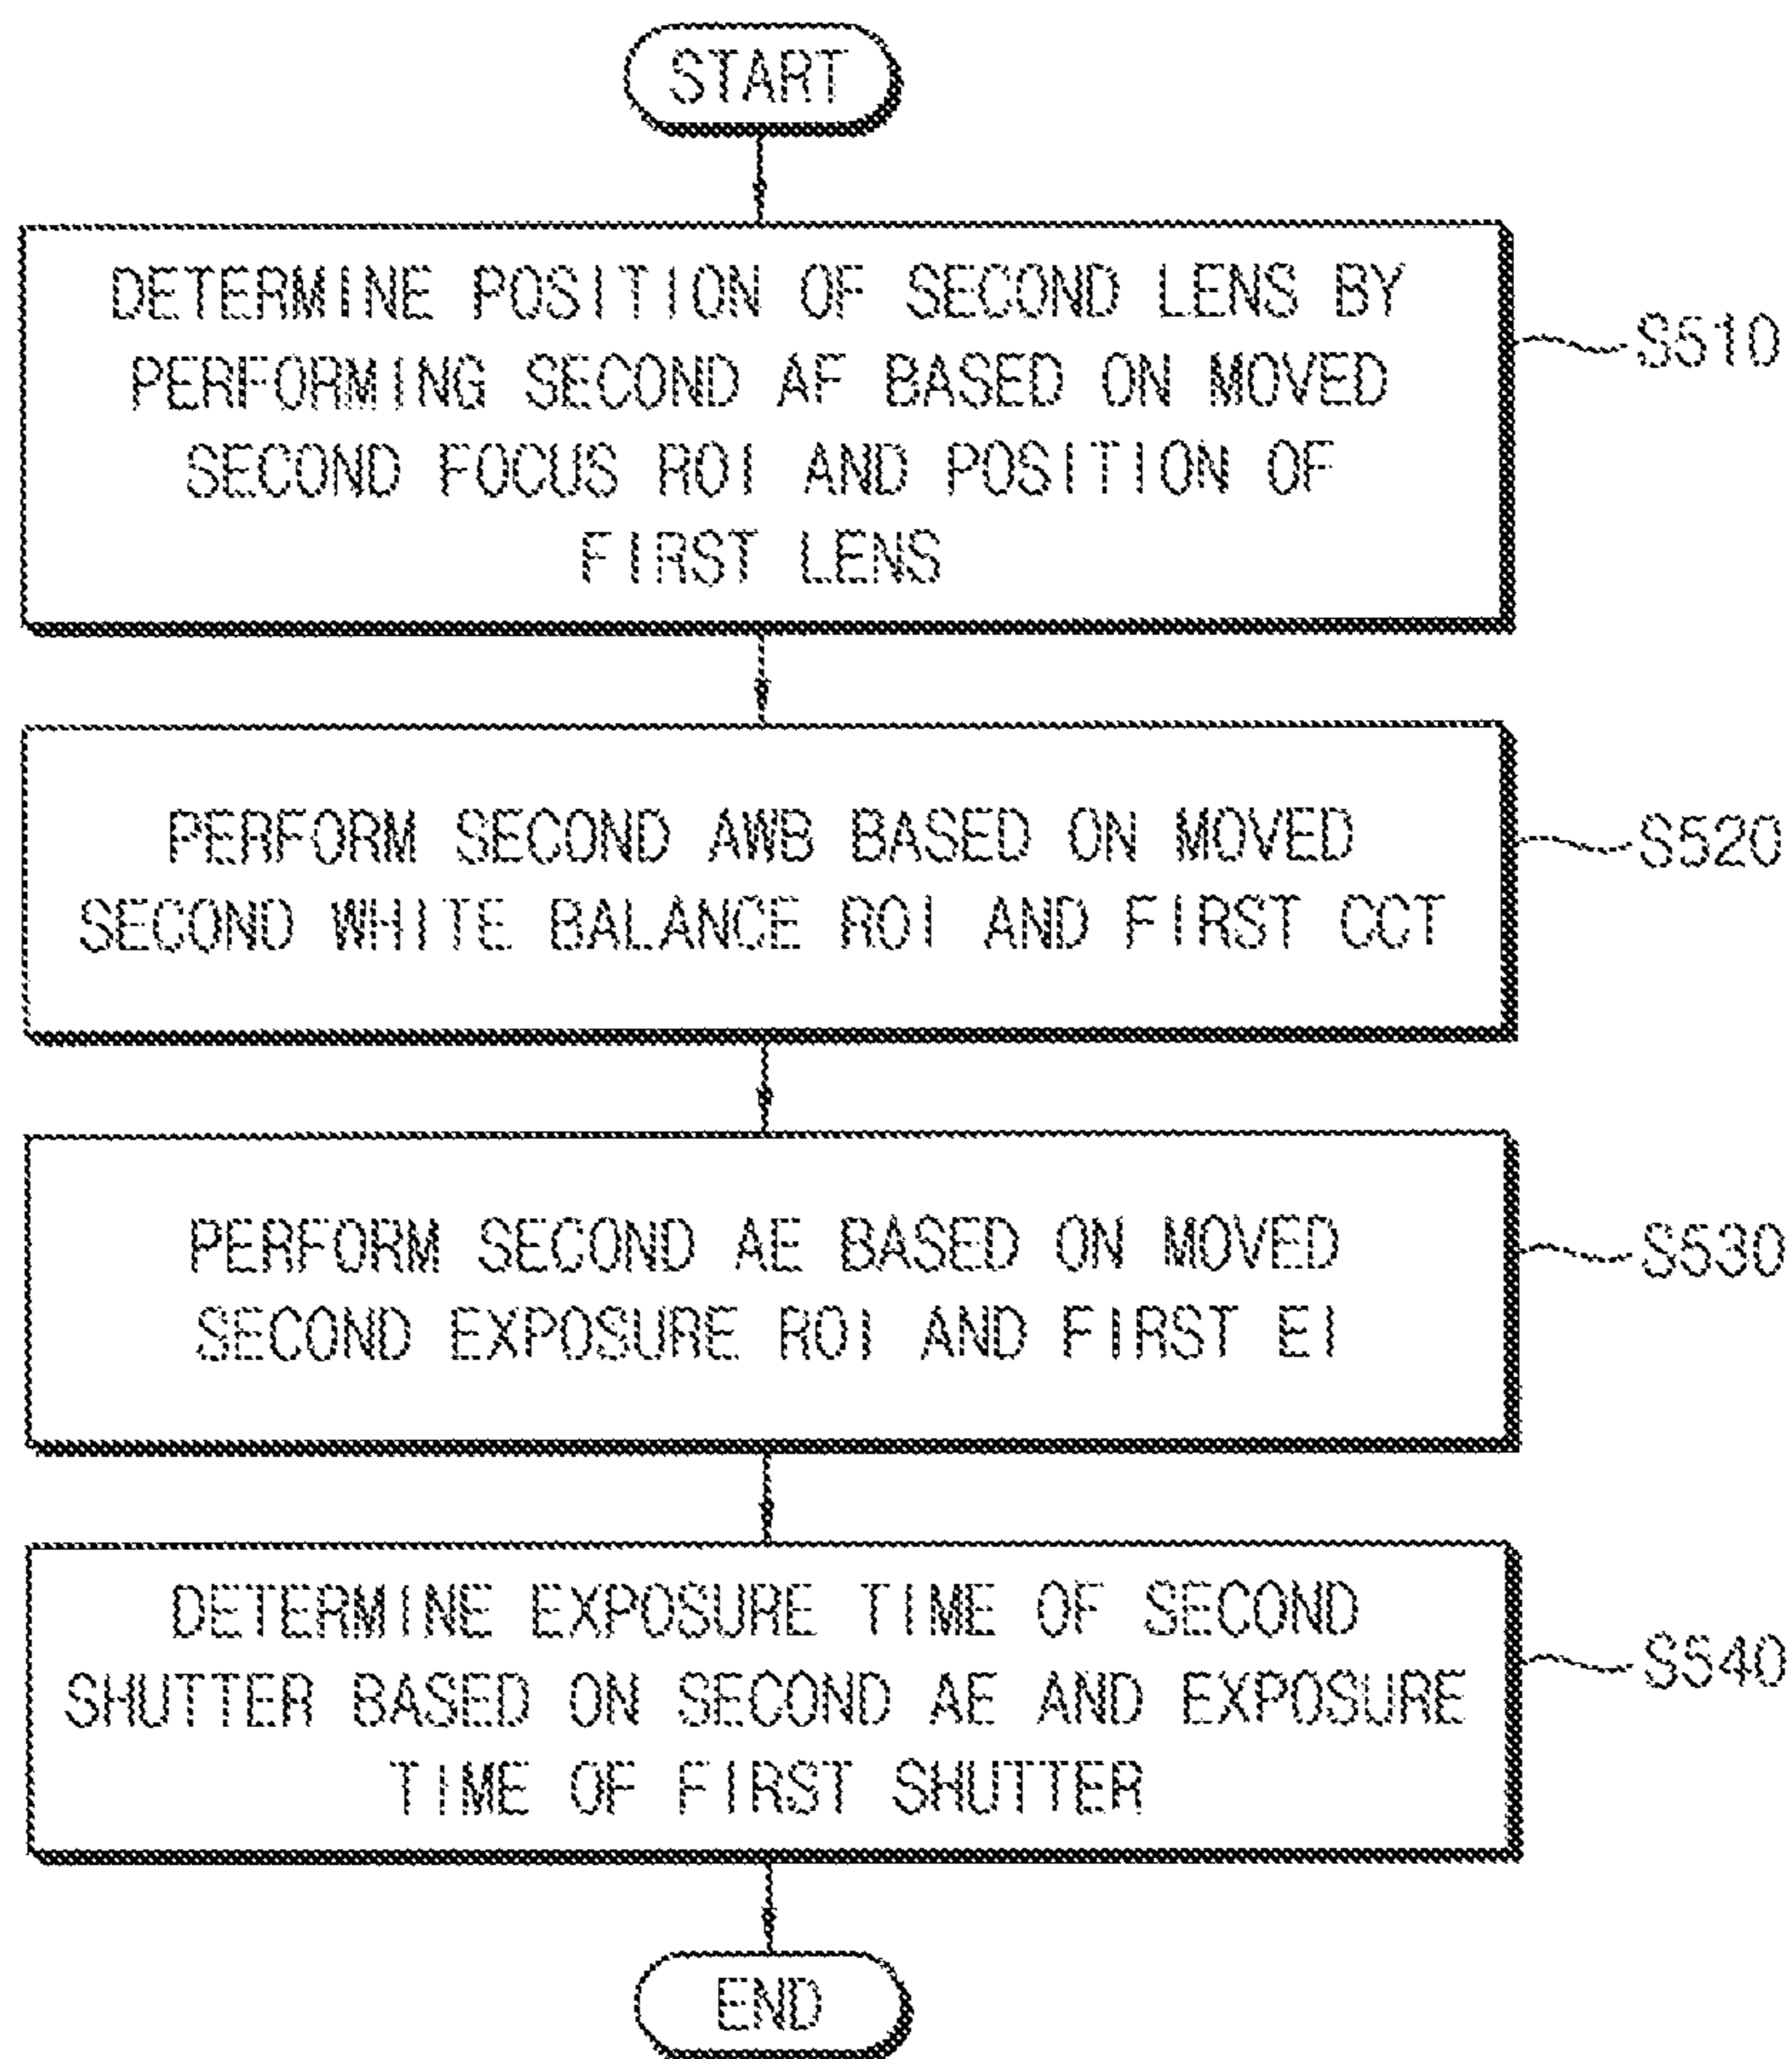 START
DETERMINE POSITION OF SECOND LENS BY
PERFORMING SECOND AF BASED ON MOVED
SECOND FOCUS ROI AND POSITION OF
FIRST LENS
S510
PERFORM SECOND AWB BASED ON MOVED
SECOND WHITE BALANCE ROI AND FIRST CCT
S520
PERFORM SECOND AE BASED ON MOVED
SECOND EXPOSURE ROI AND FIRST EI
S530
DETERMINE EXPOSURE TIME OF SECOND
SHUTTER BASED ON SECOND AE AND EXPOSURE
TIME OF FIRST SHUTTER
S540
END